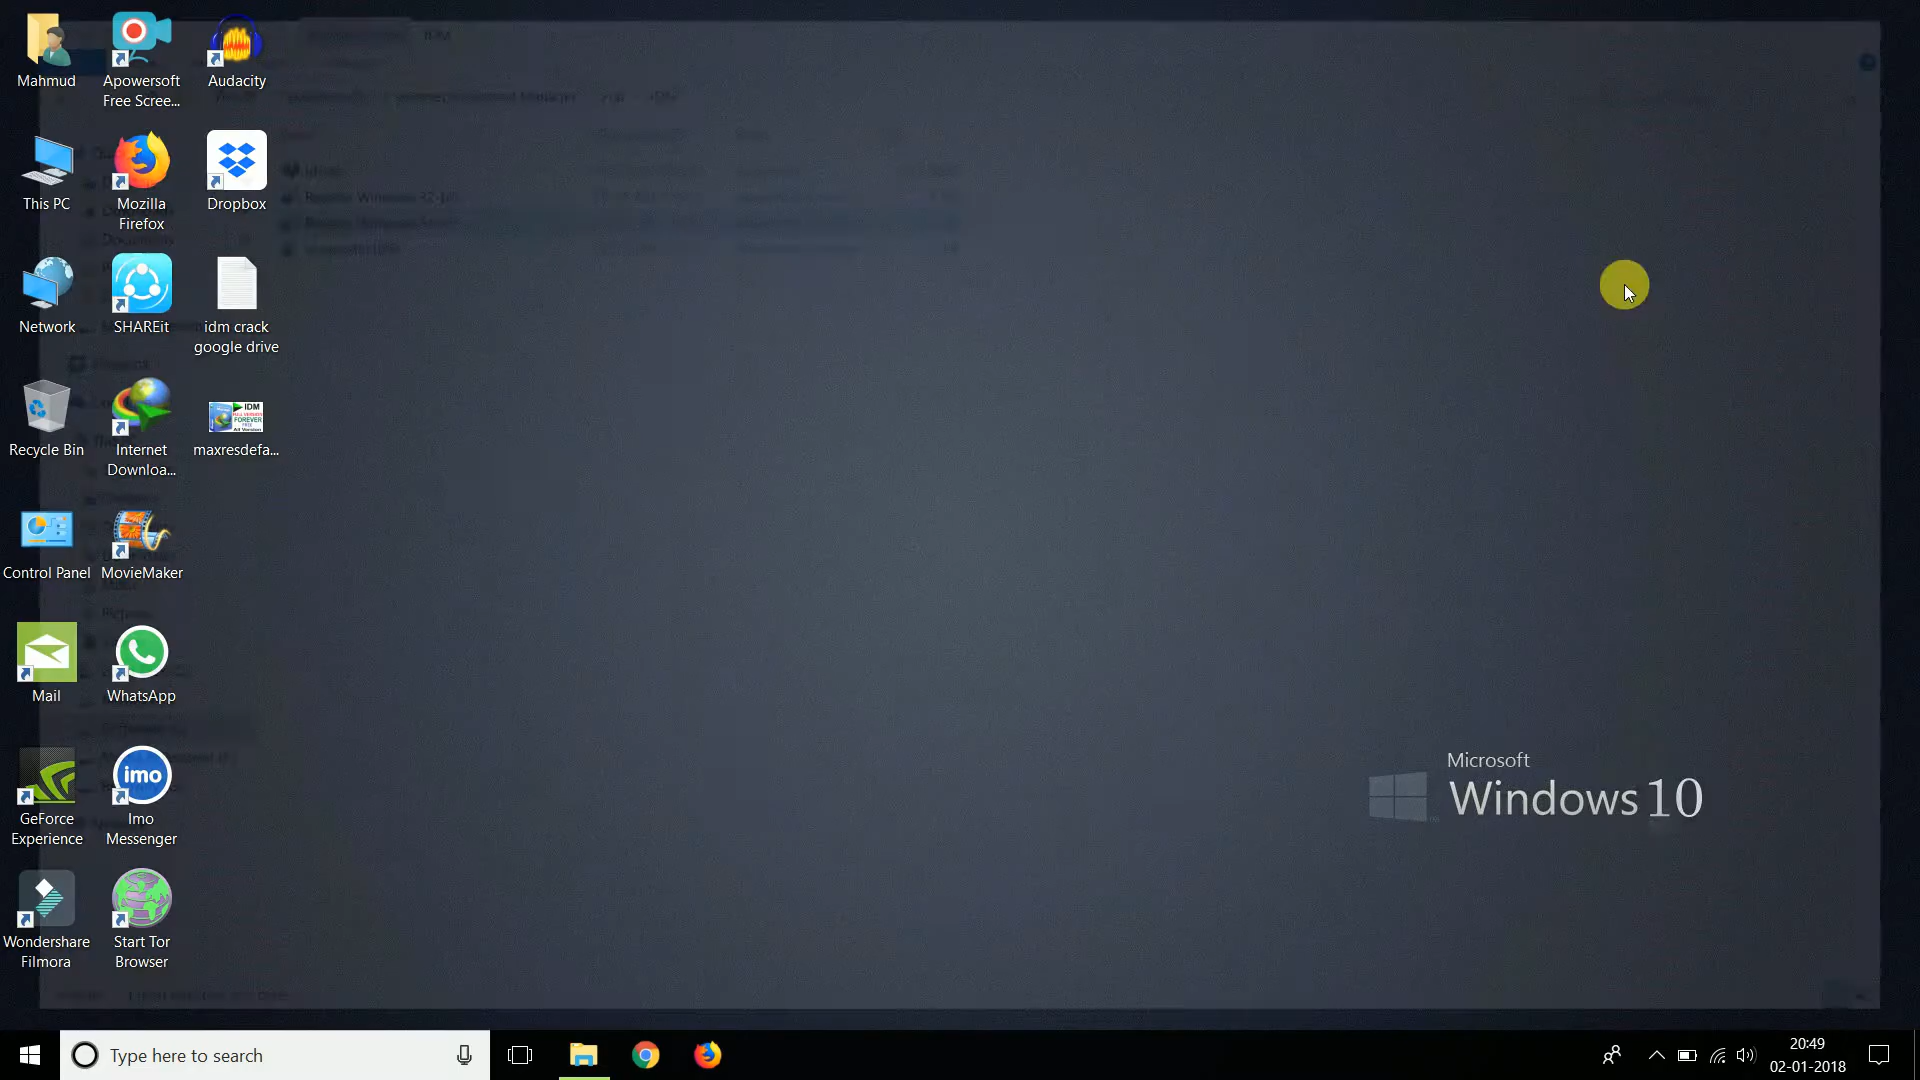 Mahmud
Apowersoft
Free Scree...
Audacity
This PC
Mozilla
Firefox
Dropbox
Network
SHAREit
idm crack
google drive
IDM
FOREVER
Recycle Bin
Internet
Downloa...
maxresdefa...
Control Panel
MovieMaker
Mail
WhatsApp
imo
GeForce
Experience
Imo
Messenger
Wondershare
Filmora
Start Tor
Browser
Microsoft
Windows 10
Type here to search
20:49
02-01-2018